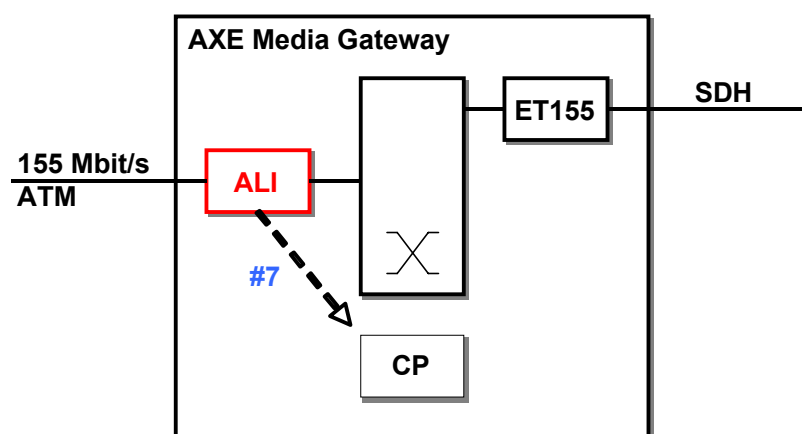 AXE Media Gateway
ET155
SDH
155 Mbit/s
ATM
ALI
#7
CP